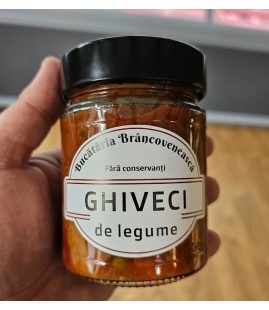 Bucătăria Brâncovenească
Fără conservanți
GHIVECI
de legume